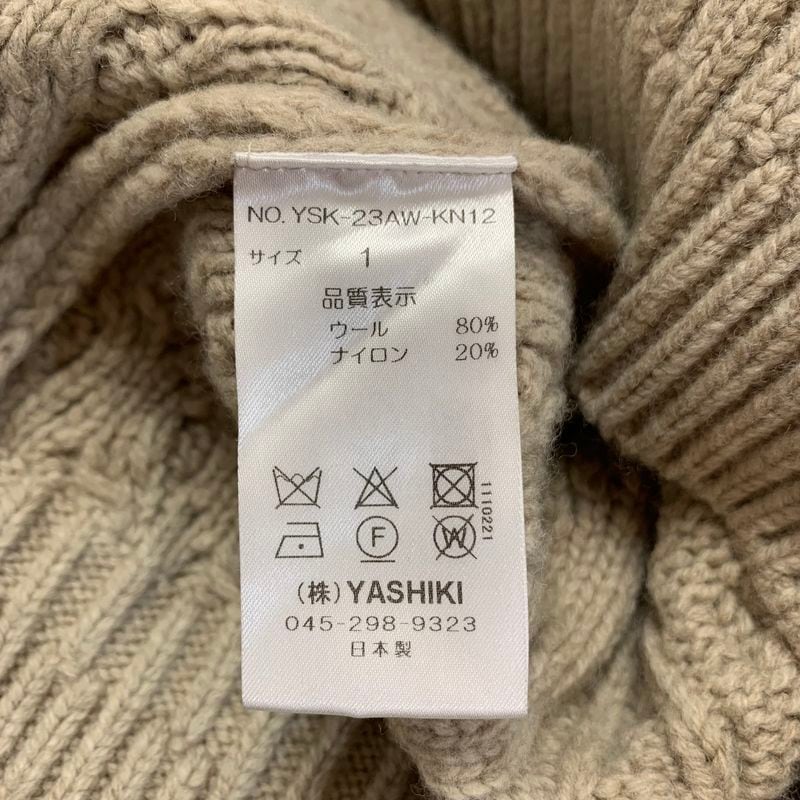 NO. YSK-23AW-KN12
サイズ 1
品質表示
ウール 80%
ナイロン 20%
1110221
F
W
(株) YASHIKI
045-298-9323
日本製